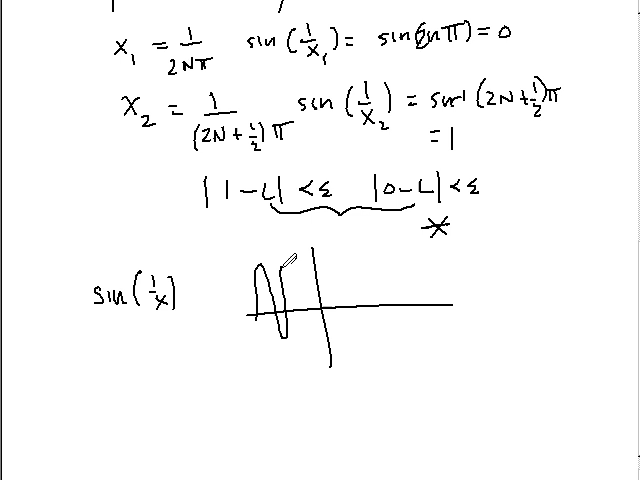 x₁ = 1/2Nπ sin(1/x₁) = sin(2nπ) = 0
x₂ = 1/(2N+½)π sin(1/x₂) = sin(2N+½)π
= 1
|1-L| < ε |0-L| < ε
sin(1/x)